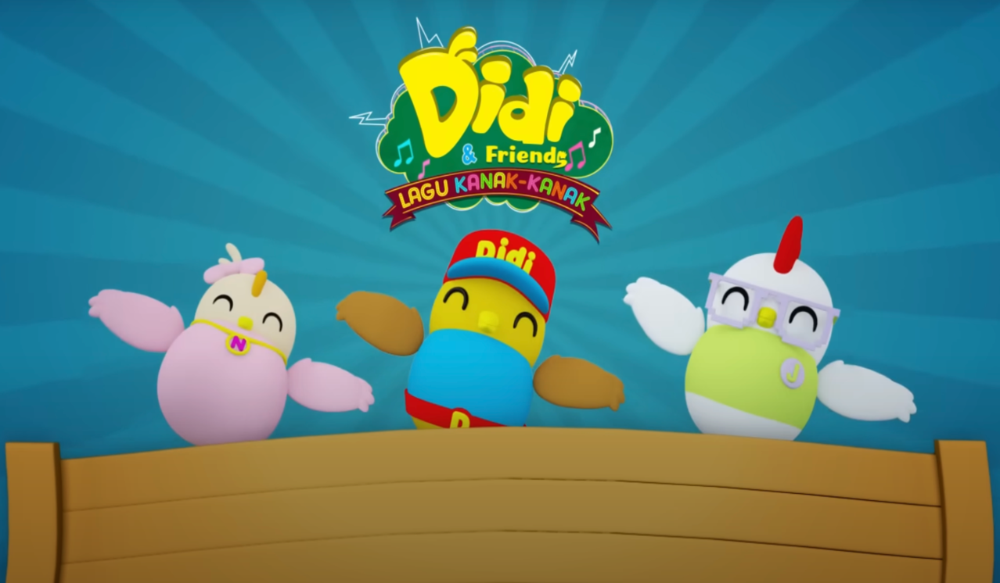 Didi
& Friends
LAGU KANAK-KANAK
Didi
N
J
D